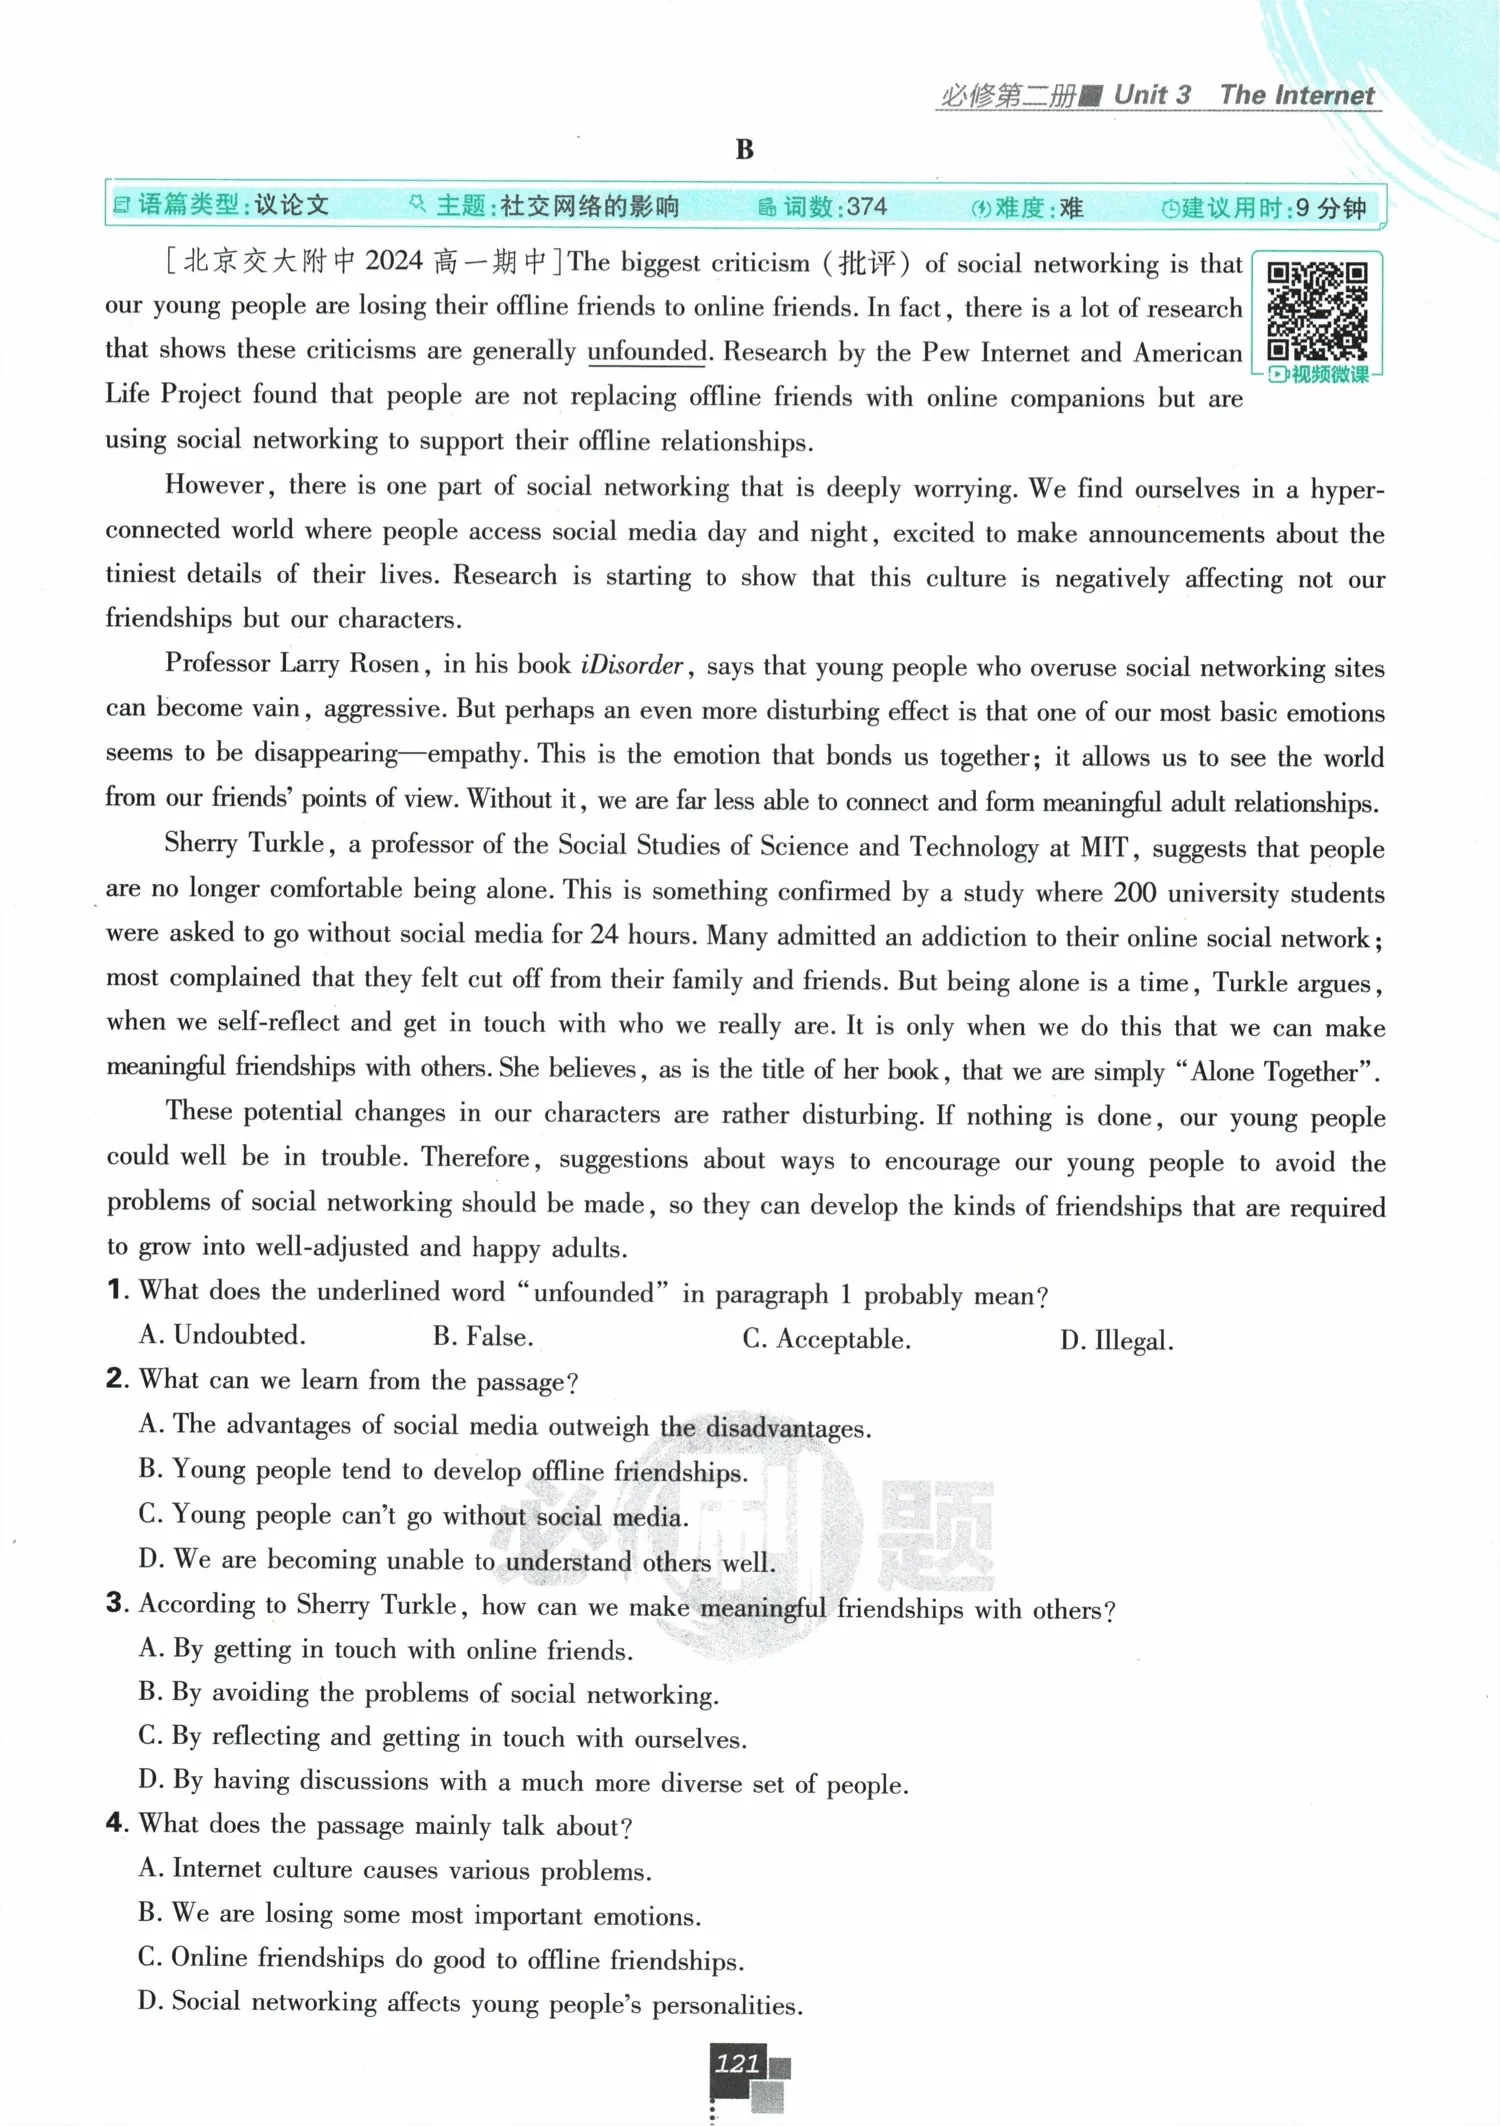 必修第二册■ Unit 3 The Internet
B
语篇类型:议论文 主题:社交网络的影响 词数:374 难度:难 建议用时:9 分钟
[北京交大附中 2024 高一期中]The biggest criticism (批评) of social networking is that
our young people are losing their offline friends to online friends. In fact, there is a lot of research
that shows these criticisms are generally unfounded. Research by the Pew Internet and American
视频微课
Life Project found that people are not replacing offline friends with online companions but are
using social networking to support their offline relationships.
However, there is one part of social networking that is deeply worrying. We find ourselves in a hyper-
connected world where people access social media day and night, excited to make announcements about the
tiniest details of their lives. Research is starting to show that this culture is negatively affecting not our
friendships but our characters.
Professor Larry Rosen, in his book iDisorder, says that young people who overuse social networking sites
can become vain, aggressive. But perhaps an even more disturbing effect is that one of our most basic emotions
seems to be disappearing—empathy. This is the emotion that bonds us together; it allows us to see the world
from our friends' points of view. Without it, we are far less able to connect and form meaningful adult relationships.
Sherry Turkle, a professor of the Social Studies of Science and Technology at MIT, suggests that people
are no longer comfortable being alone. This is something confirmed by a study where 200 university students
were asked to go without social media for 24 hours. Many admitted an addiction to their online social network;
most complained that they felt cut off from their family and friends. But being alone is a time, Turkle argues,
when we self-reflect and get in touch with who we really are. It is only when we do this that we can make
meaningful friendships with others. She believes, as is the title of her book, that we are simply "Alone Together".
These potential changes in our characters are rather disturbing. If nothing is done, our young people
could well be in trouble. Therefore, suggestions about ways to encourage our young people to avoid the
problems of social networking should be made, so they can develop the kinds of friendships that are required
to grow into well-adjusted and happy adults.
1. What does the underlined word "unfounded" in paragraph 1 probably mean?
A. Undoubted. B. False. C. Acceptable. D. Illegal.
2. What can we learn from the passage?
A. The advantages of social media outweigh the disadvantages.
B. Young people tend to develop offline friendships.
C. Young people can't go without social media.
D. We are becoming unable to understand others well.
必刷题
3. According to Sherry Turkle, how can we make meaningful friendships with others?
A. By getting in touch with online friends.
B. By avoiding the problems of social networking.
C. By reflecting and getting in touch with ourselves.
D. By having discussions with a much more diverse set of people.
4. What does the passage mainly talk about?
A. Internet culture causes various problems.
B. We are losing some most important emotions.
C. Online friendships do good to offline friendships.
D. Social networking affects young people's personalities.
121